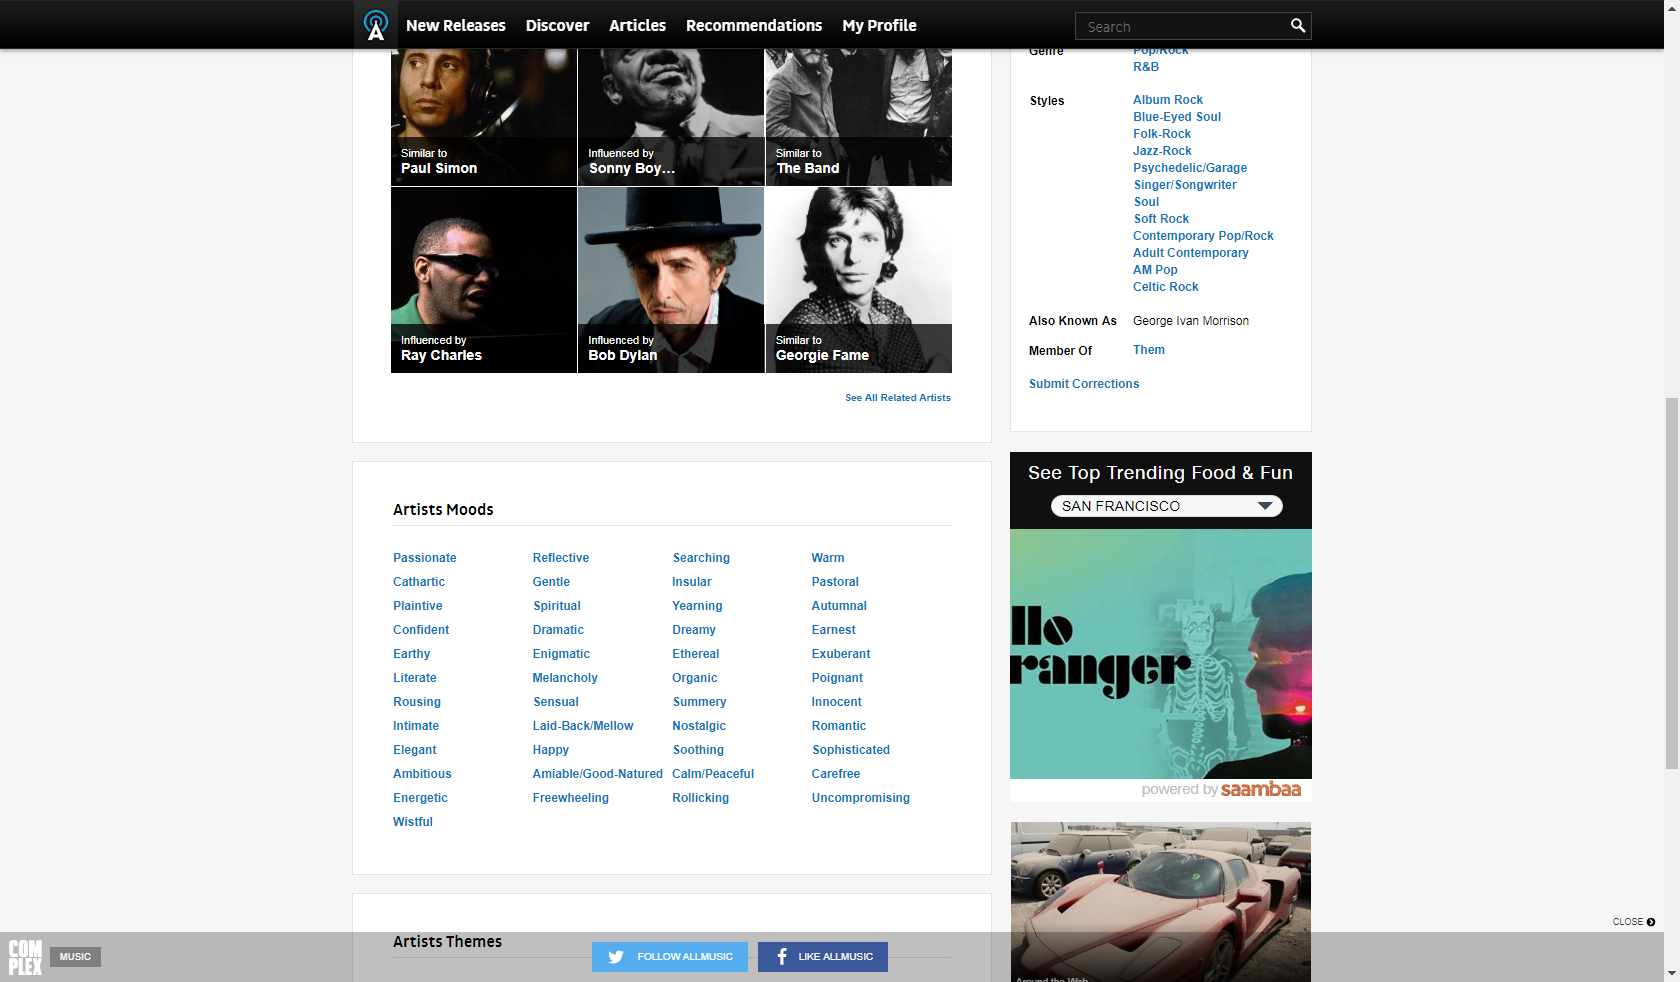 New Releases Discover Articles Recommendations My Profile Search
Similar to
Paul Simon
Influenced by
Sonny Boy...
Similar to
The Band
Influenced by
Ray Charles
Influenced by
Bob Dylan
Similar to
Georgie Fame
See All Related Artists
Genre
Pop/Rock
R&B
Styles
Album Rock
Blue-Eyed Soul
Folk-Rock
Jazz-Rock
Psychedelic/Garage
Singer/Songwriter
Soul
Soft Rock
Contemporary Pop/Rock
Adult Contemporary
AM Pop
Celtic Rock
Also Known As George Ivan Morrison
Member Of Them
Submit Corrections
Artists Moods
Passionate Reflective Searching Warm
Cathartic Gentle Insular Pastoral
Plaintive Spiritual Yearning Autumnal
Confident Dramatic Dreamy Earnest
Earthy Enigmatic Ethereal Exuberant
Literate Melancholy Organic Poignant
Rousing Sensual Summery Innocent
Intimate Laid-Back/Mellow Nostalgic Romantic
Elegant Happy Soothing Sophisticated
Ambitious Amiable/Good-Natured Calm/Peaceful Carefree
Energetic Freewheeling Rollicking Uncompromising
Wistful
See Top Trending Food & Fun
SAN FRANCISCO
llo
ranger
powered by saambaa
Around the Web
Artists Themes
CLOSE
COMPLEX
MUSIC
FOLLOW ALLMUSIC
LIKE ALLMUSIC